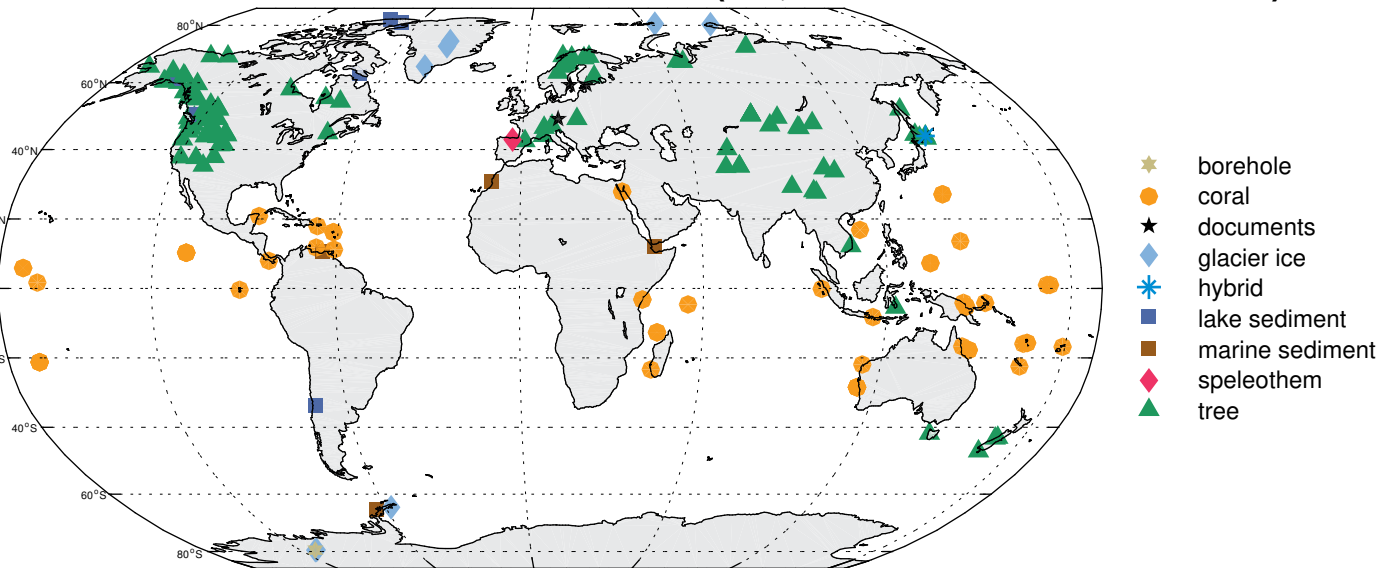 80°N
60°N
40°N
N
S
40°S
60°S
80°S
borehole
coral
documents
glacier ice
hybrid
lake sediment
marine sediment
speleothem
tree